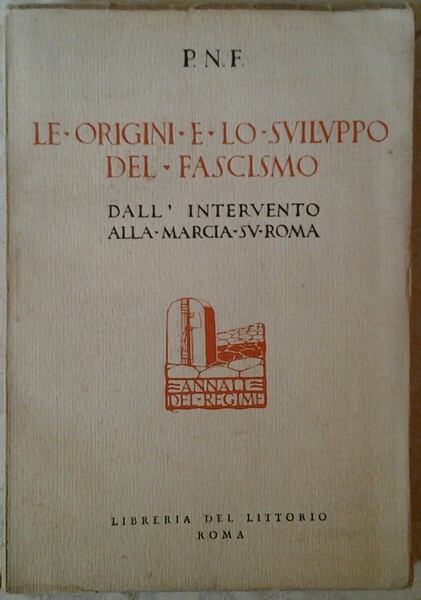 P. N. F.
LE · ORIGINI · E · LO · SVILVPPO
DEL · FASCISMO
DALL' INTERVENTO
ALLA · MARCIA · SV · ROMA
ANNALI
DEL · REGIME
LIBRERIA DEL LITTORIO
ROMA